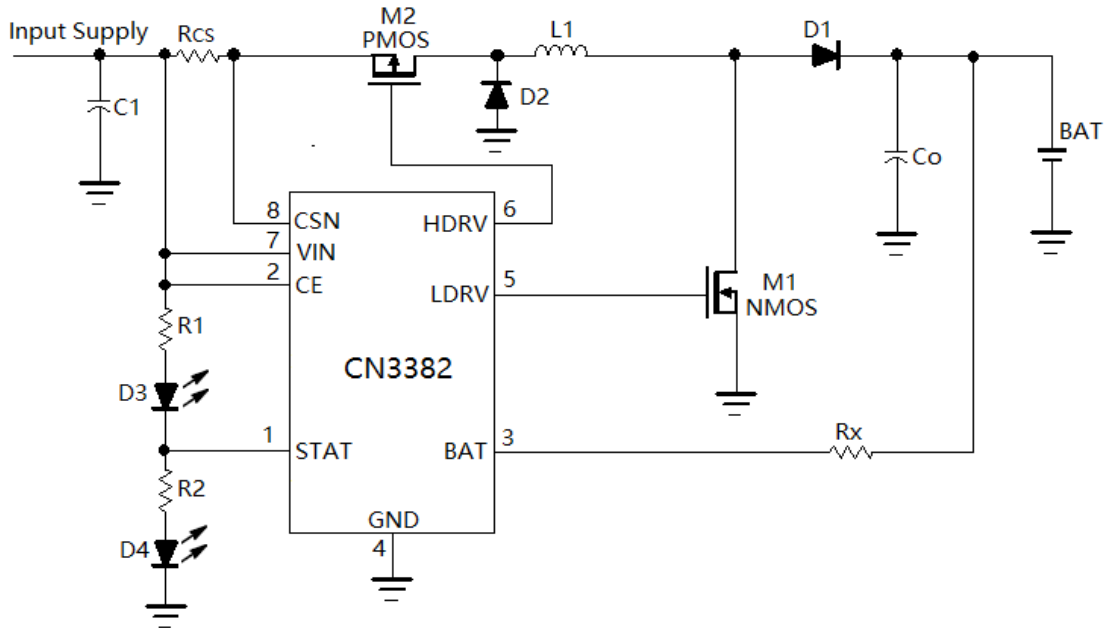 Input Supply
RCS
M2
PMOS
L1
D1
C1
D2
Co
BAT
8
CSN
7
VIN
2
CE
HDRV
6
LDRV
5
M1
NMOS
R1
D3
CN3382
1
STAT
BAT
3
Rx
R2
D4
GND
4